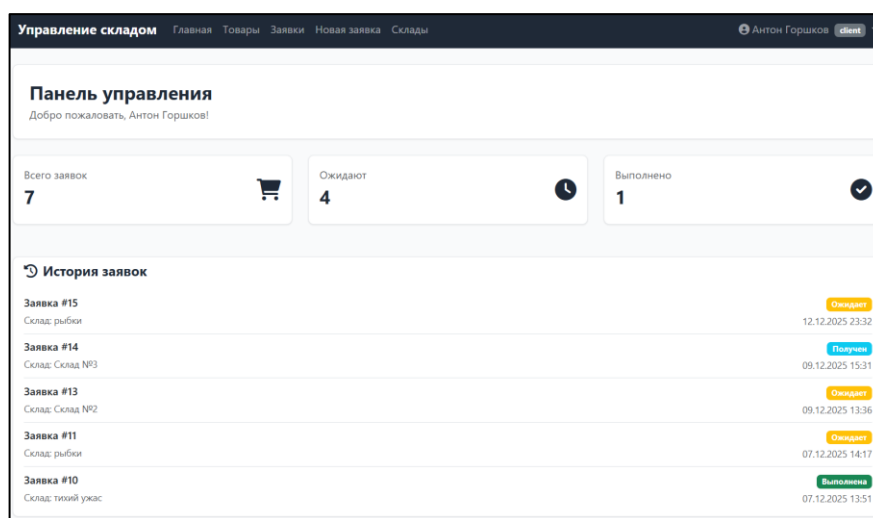 Управление складом Главная Товары Заявки Новая заявка Склады Антон Горшков client
Панель управления
Добро пожаловать, Антон Горшков!
Всего заявок Ожидают Выполнено
7 4 1
История заявок
Заявка #15 Ожидает
Склад: рыбки 12.12.2025 23:32
Заявка #14 Получен
Склад: Склад №3 09.12.2025 15:31
Заявка #13 Ожидает
Склад: Склад №2 09.12.2025 13:36
Заявка #11 Ожидает
Склад: рыбки 07.12.2025 14:17
Заявка #10 Выполнена
Склад: тихий ужас 07.12.2025 13:51